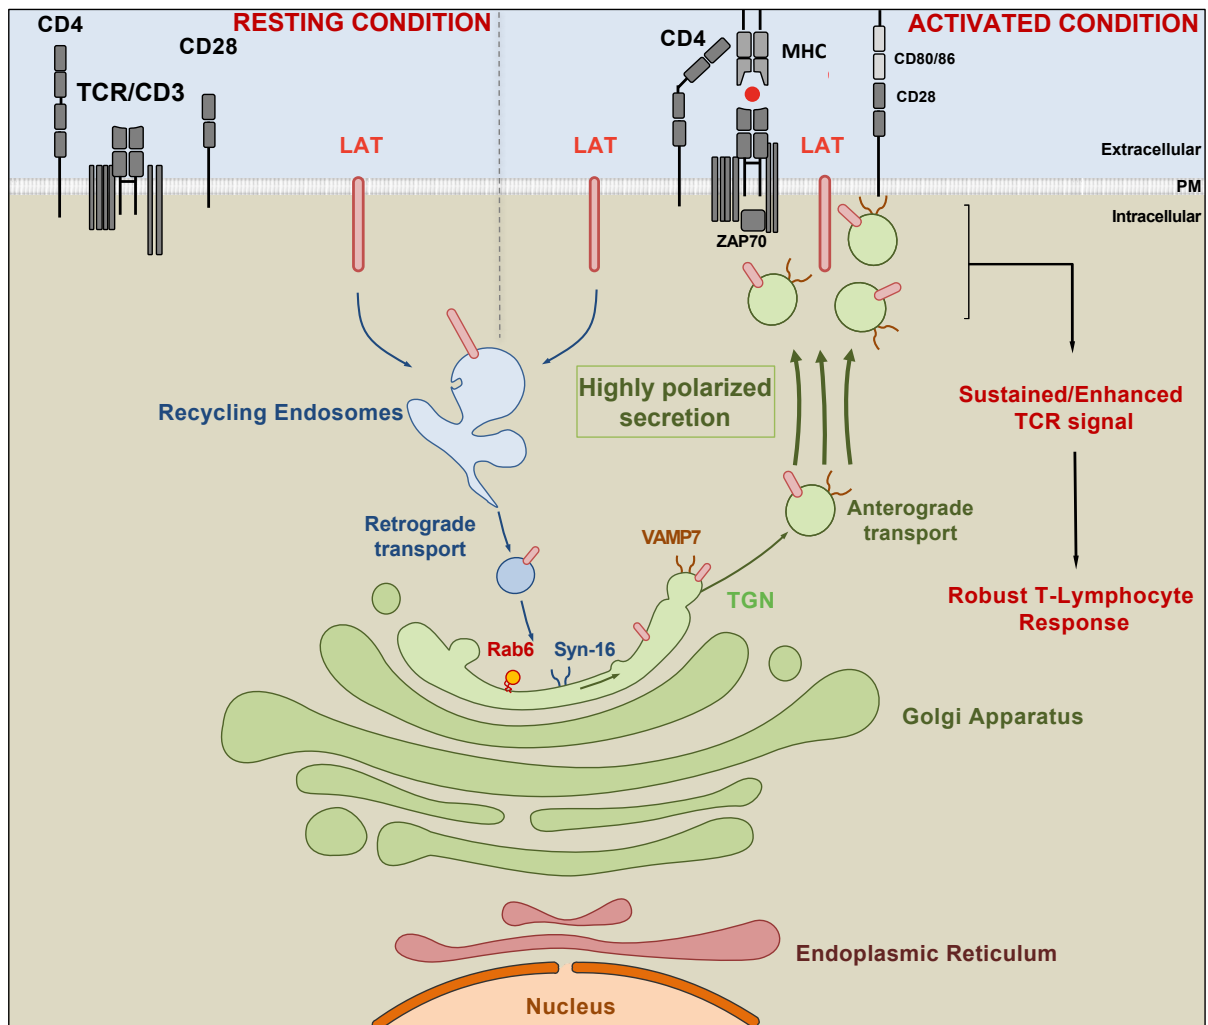 RESTING CONDITION
ACTIVATED CONDITION
CD4
CD28
TCR/CD3
LAT
LAT
CD4
MHC
LAT
CD80/86
CD28
Extracellular
PM
Intracellular
ZAP70
Recycling Endosomes
Highly polarized
secretion
Sustained/Enhanced
TCR signal
Retrograde
transport
VAMP7
Anterograde
transport
TGN
Robust T-Lymphocyte
Response
Rab6
Syn-16
Golgi Apparatus
Endoplasmic Reticulum
Nucleus